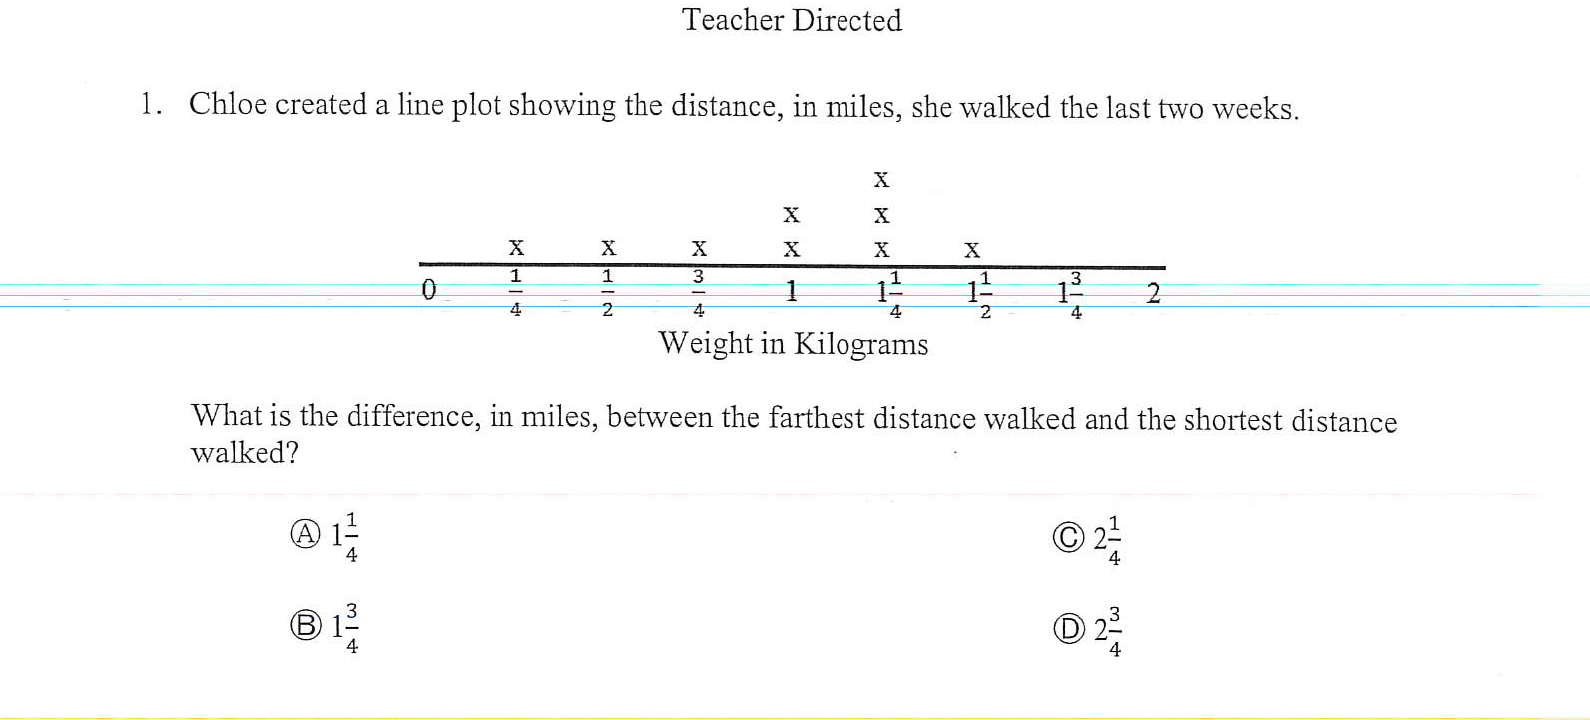 Teacher Directed
1. Chloe created a line plot showing the distance, in miles, she walked the last two weeks.
X
X X
X X X X X X
0 1/4 1/2 3/4 1 1 1/4 1 1/2 1 3/4 2
Weight in Kilograms
What is the difference, in miles, between the farthest distance walked and the shortest distance
walked?
Ⓐ 1 1/4 Ⓒ 2 1/4
Ⓑ 1 3/4 Ⓓ 2 3/4